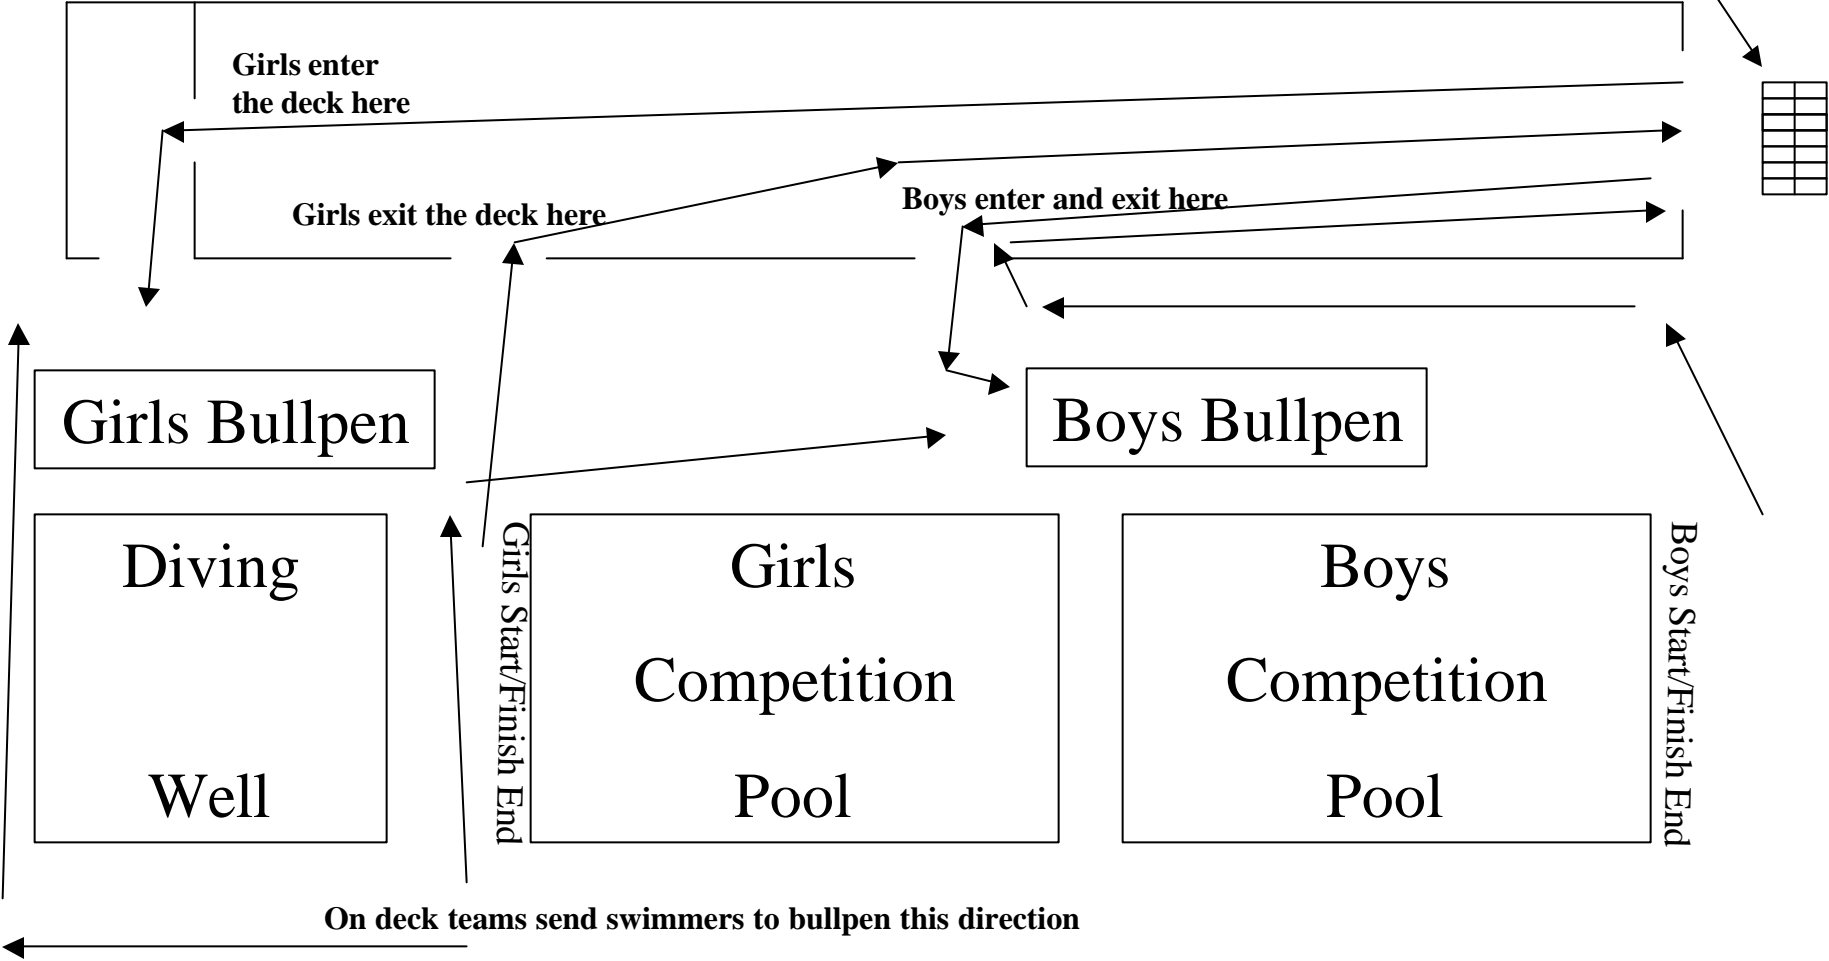 Girls enter
the deck here
Girls exit the deck here
Boys enter and exit here
Girls Bullpen
Boys Bullpen
Diving
Well
Girls Start/Finish End
Girls
Competition
Pool
Boys
Competition
Pool
Boys Start/Finish End
On deck teams send swimmers to bullpen this direction